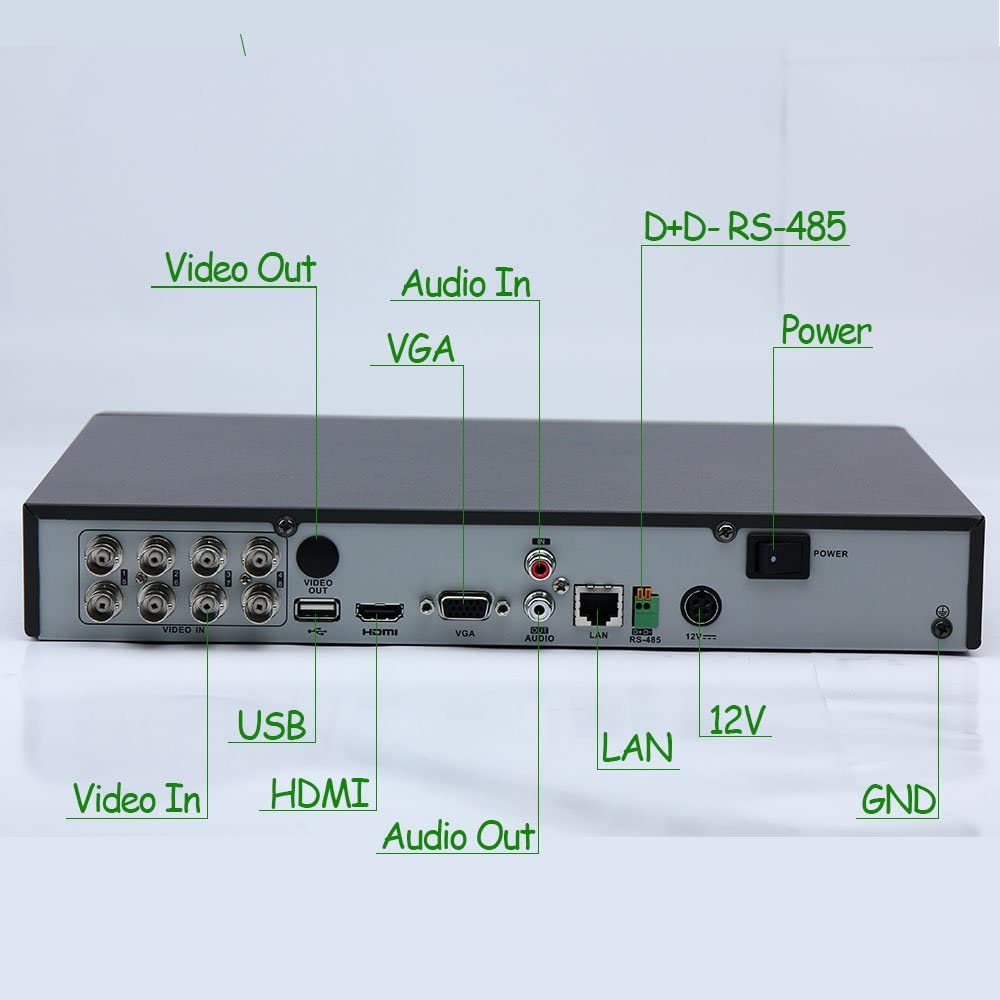 D+D- RS-485
Video Out
Audio In
Power
VGA
IN
POWER
VIDEO
OUT
VIDEO IN
HDMI
VGA
OUT
AUDIO
LAN
D+D-
RS-485
12V
USB
12V
LAN
Video In
HDMI
GND
Audio Out